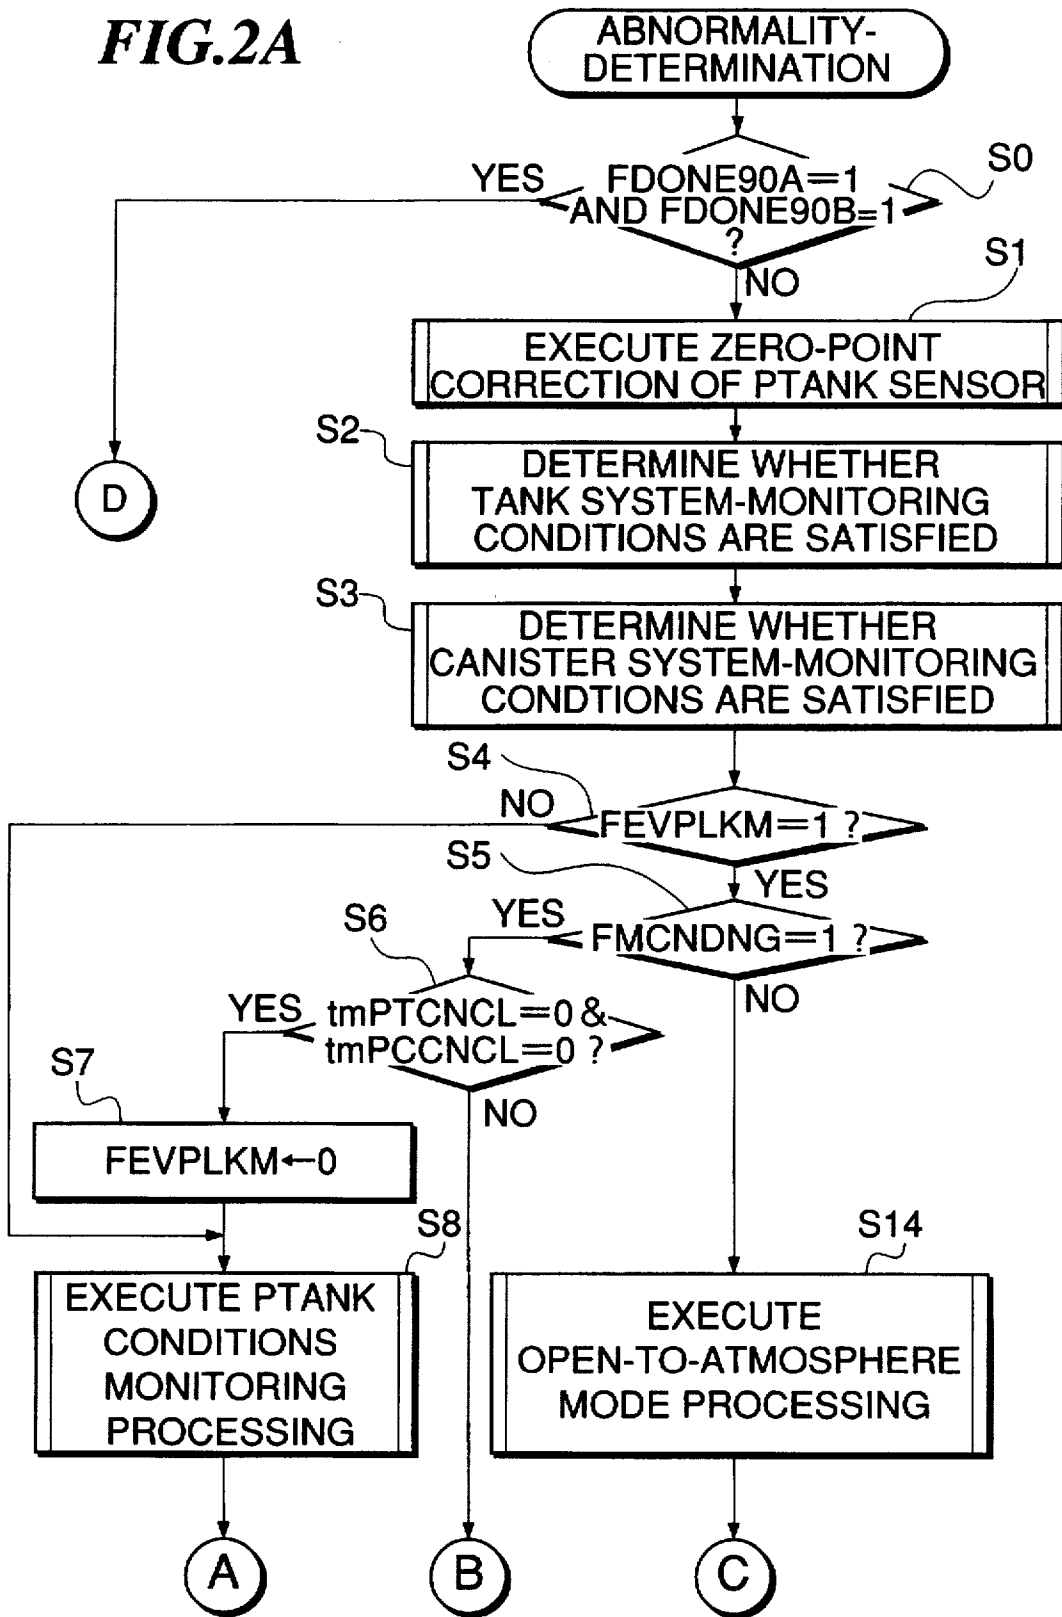 FIG.2A
ABNORMALITY-
DETERMINATION
YES
FDONE90A=1
AND FDONE90B=1
?
S0
NO
S1
EXECUTE ZERO-POINT
CORRECTION OF PTANK SENSOR
S2
DETERMINE WHETHER
TANK SYSTEM-MONITORING
CONDITIONS ARE SATISFIED
D
S3
DETERMINE WHETHER
CANISTER SYSTEM-MONITORING
CONDTIONS ARE SATISFIED
S4
NO
FEVPLKM=1 ?
YES
S5
YES
FMCNDNG=1 ?
NO
S6
YES
tmPTCNCL=0 &
tmPCCNCL=0 ?
NO
S7
FEVPLKM←0
S8
EXECUTE PTANK
CONDITIONS
MONITORING
PROCESSING
S14
EXECUTE
OPEN-TO-ATMOSPHERE
MODE PROCESSING
A
B
C